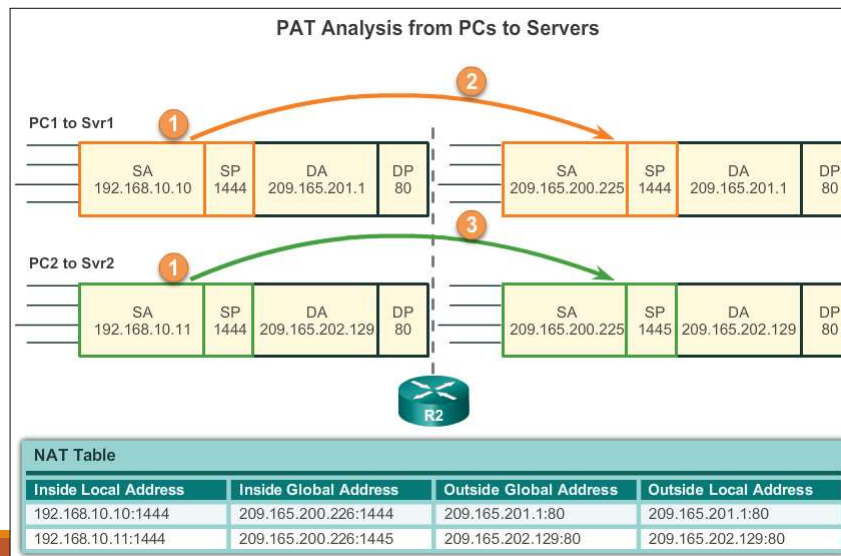 PAT Analysis from PCs to Servers
2
PC1 to Svr1
1
SA
192.168.10.10
SP
1444
DA
209.165.201.1
DP
80
SA
209.165.200.225
SP
1444
DA
209.165.201.1
DP
80
3
PC2 to Svr2
1
SA
192.168.10.11
SP
1444
DA
209.165.202.129
DP
80
SA
209.165.200.225
SP
1445
DA
209.165.202.129
DP
80
R2
NAT Table
Inside Local Address Inside Global Address Outside Global Address Outside Local Address
192.168.10.10:1444 209.165.200.226:1444 209.165.201.1:80 209.165.201.1:80
192.168.10.11:1444 209.165.200.226:1445 209.165.202.129:80 209.165.202.129:80